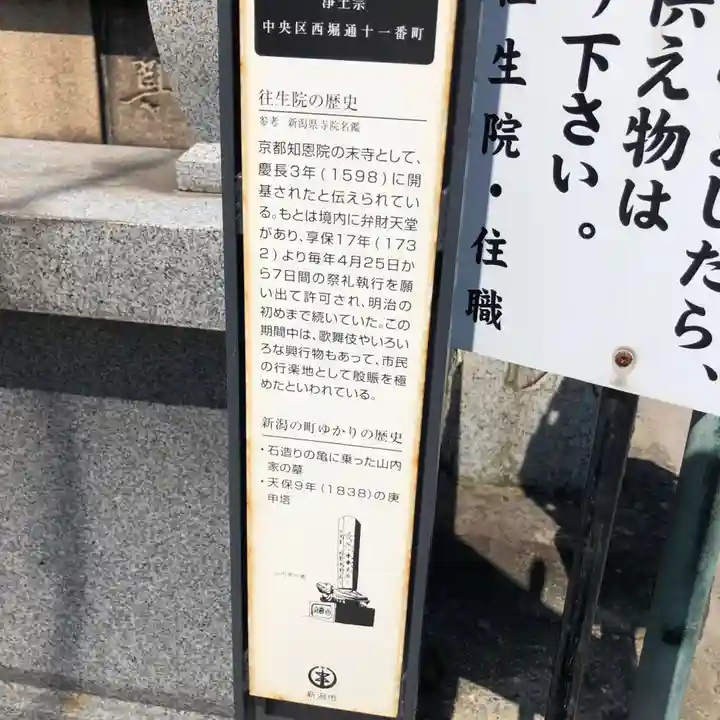 浄土宗
中央区西堀通十一番町
往生院の歴史
参考 新潟県寺院名鑑
京都知恩院の末寺として、
慶長3年(1598)に開
基されたと伝えられてい
る。もとは境内に弁財天堂
があり、享保17年(173
2)より毎年4月25日か
ら7日間の祭礼執行を願
い出て許可され、明治の
初めまで続いていた。この
期間中は、歌舞伎やいろい
ろな興行物もあって、市民
の行楽地として殷賑を極
めたといわれている。
新潟の町ゆかりの歴史
・石造りの亀に乗った山内
家の墓
・天保9年(1838)の庚
申塔
新潟市
したら、
供え物は
り下さい。
往生院・住職